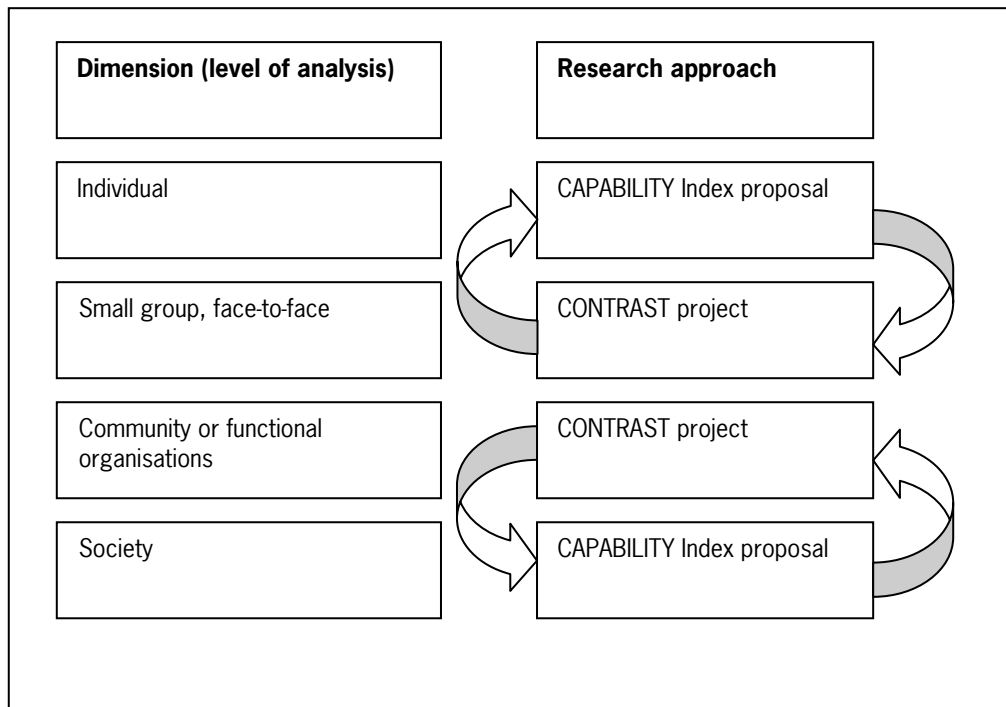 Dimension (level of analysis)
Research approach
Individual
CAPABILITY Index proposal
Small group, face-to-face
CONTRAST project
Community or functional
organisations
CONTRAST project
Society
CAPABILITY Index proposal